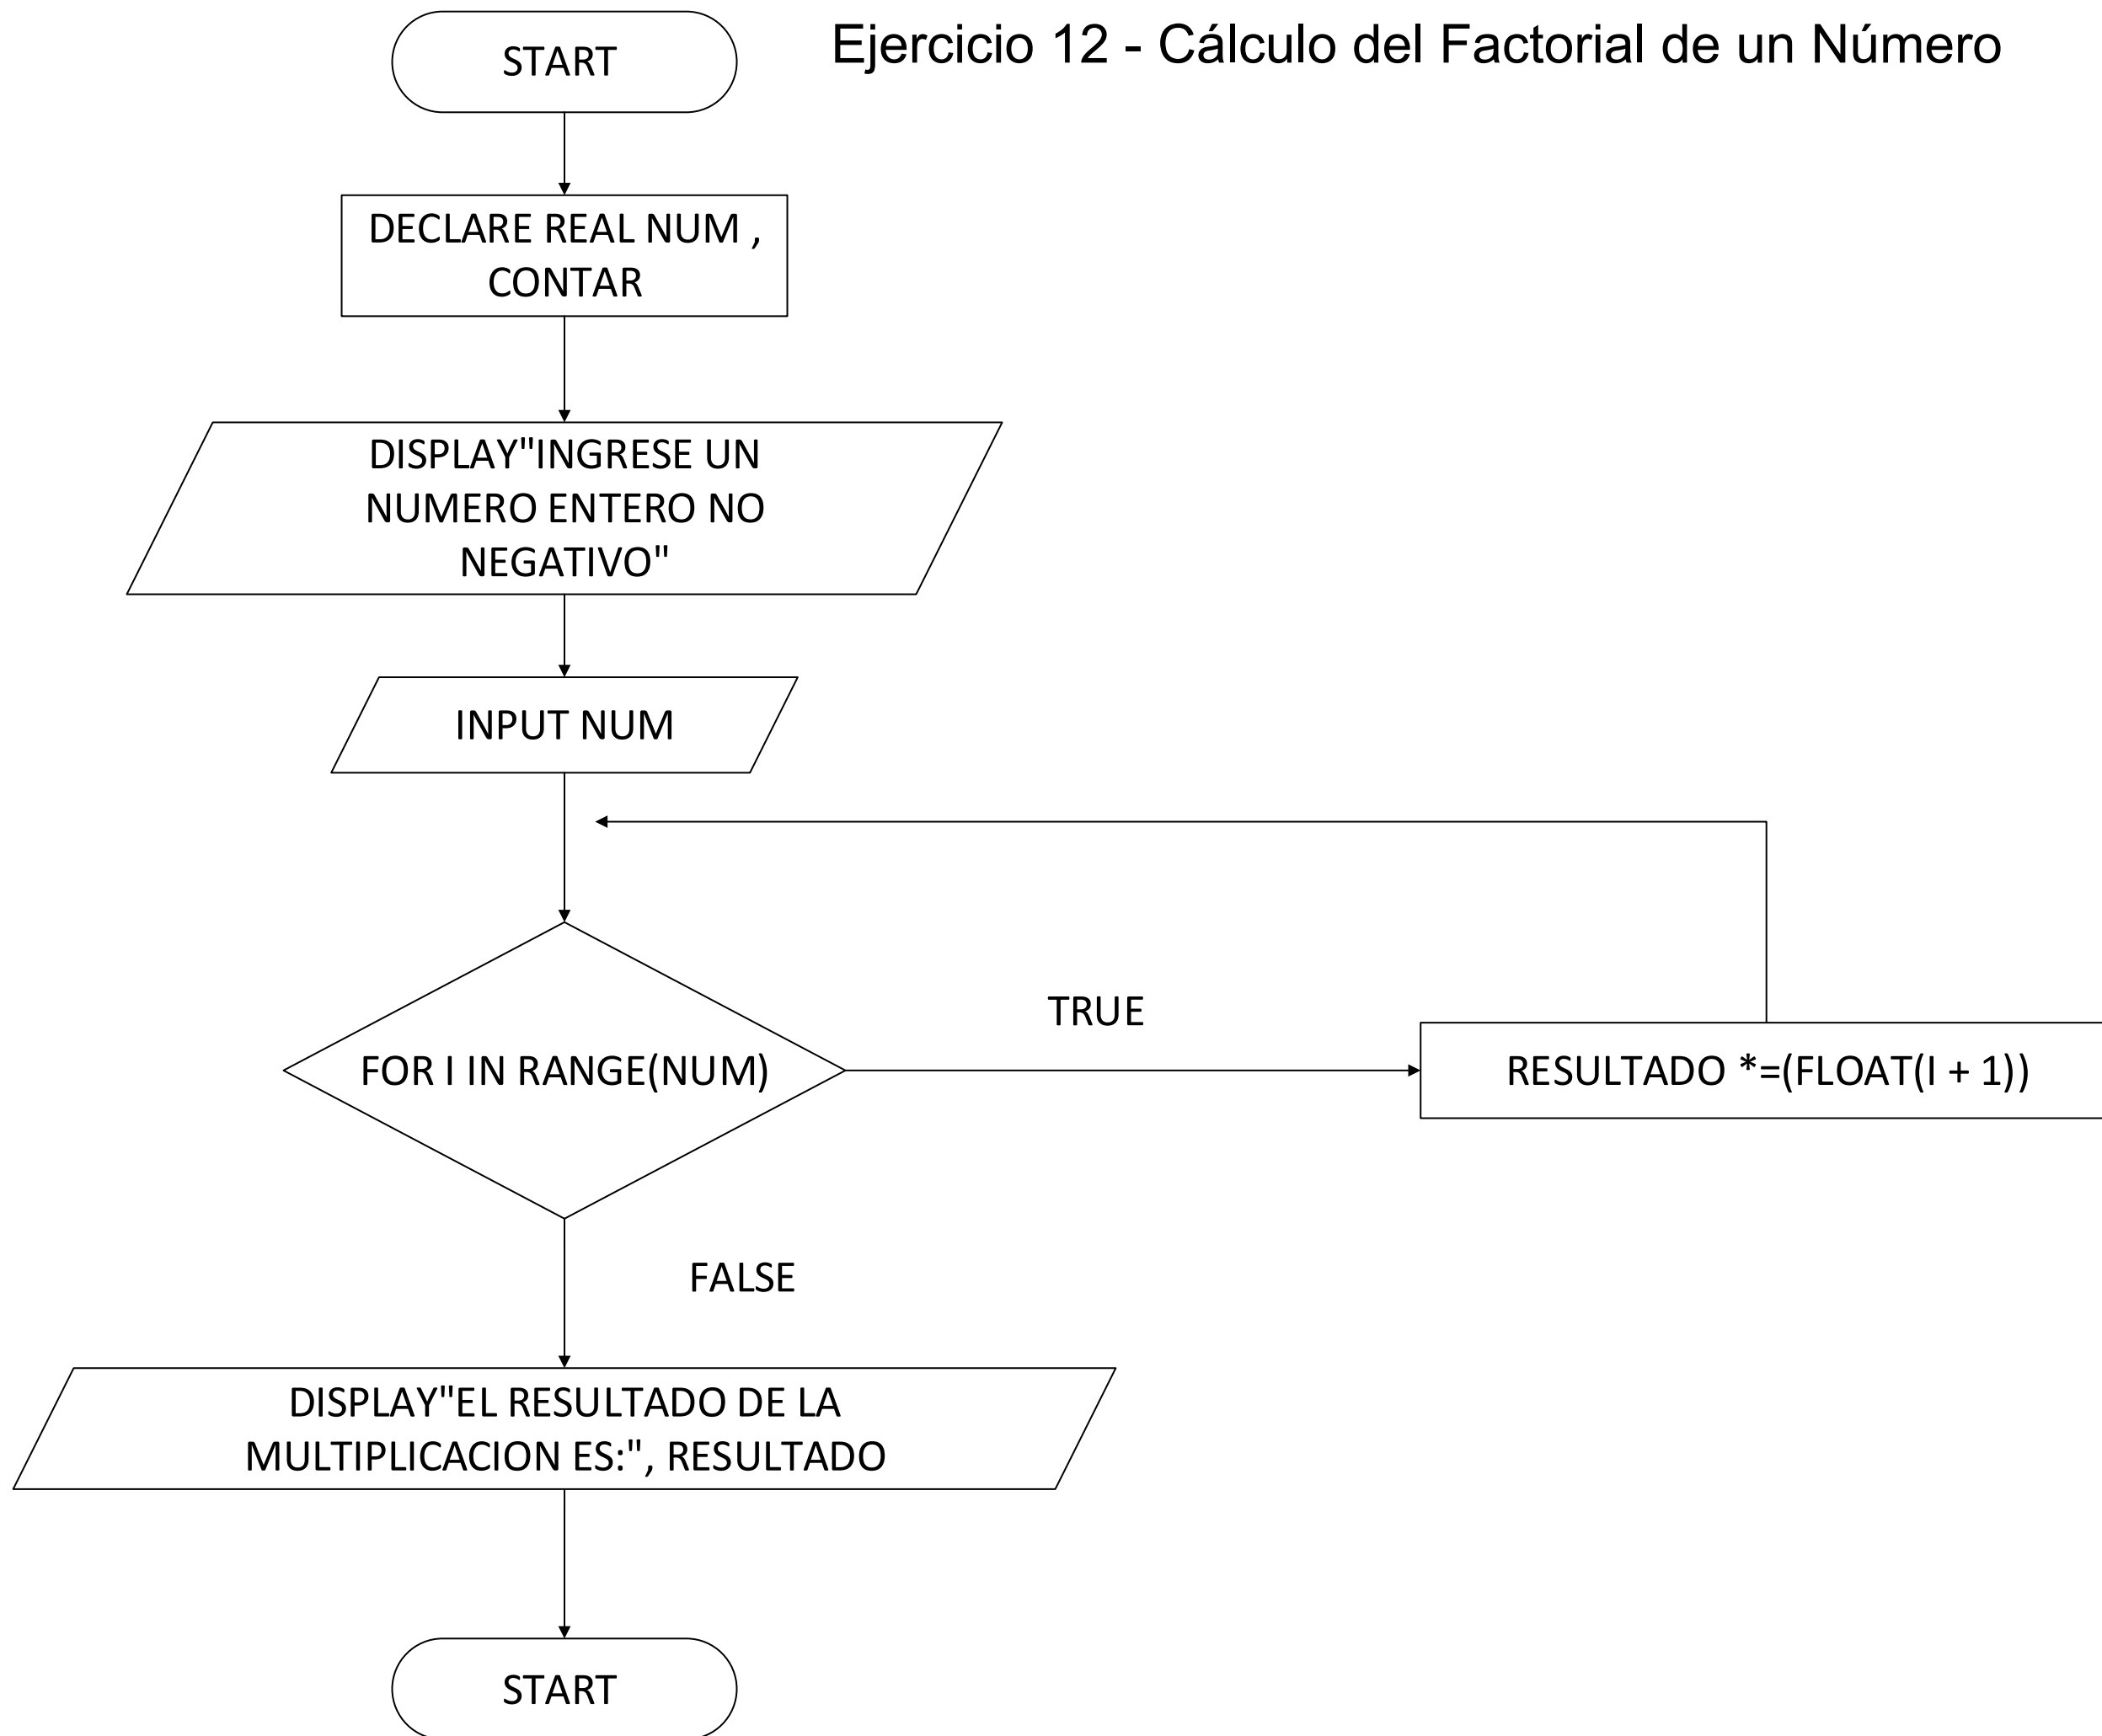 Ejercicio 12 - Cálculo del Factorial de un Número
START
DECLARE REAL NUM ,
CONTAR
DISPLAY"INGRESE UN
NUMERO ENTERO NO
NEGATIVO"
INPUT NUM
FOR I IN RANGE(NUM)
TRUE
RESULTADO *=(FLOAT(I + 1))
FALSE
DISPLAY"EL RESULTADO DE LA
MULTIPLICACION ES:", RESULTADO
START